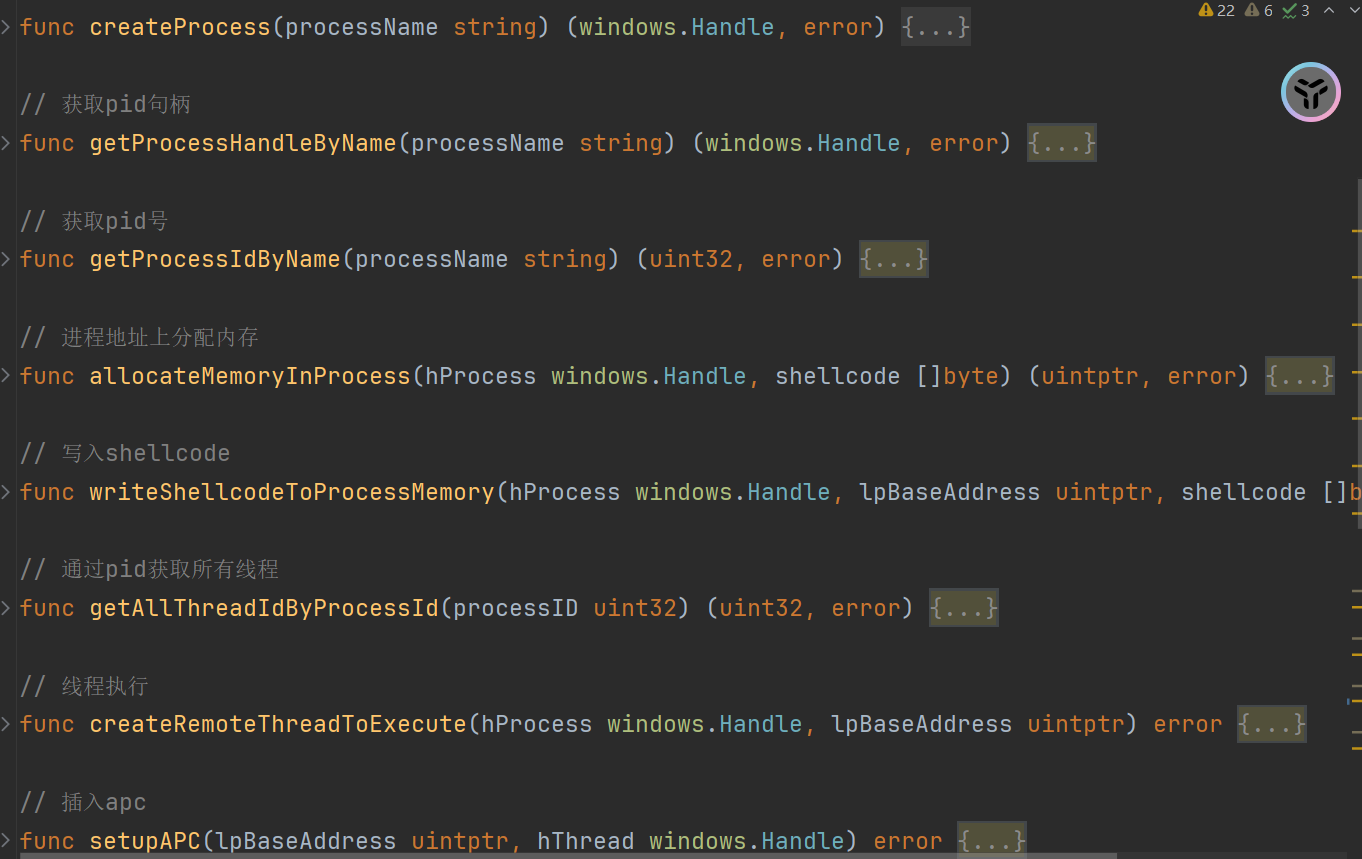 22 6 3
func createProcess(processName string) (windows.Handle, error) {...}
// 获取pid句柄
func getProcessHandleByName(processName string) (windows.Handle, error) {...}
// 获取pid号
func getProcessIdByName(processName string) (uint32, error) {...}
// 进程地址上分配内存
func allocateMemoryInProcess(hProcess windows.Handle, shellcode []byte) (uintptr, error) {...}
// 写入shellcode
func writeShellcodeToProcessMemory(hProcess windows.Handle, lpBaseAddress uintptr, shellcode []b
// 通过pid获取所有线程
func getAllThreadIdByProcessId(processID uint32) (uint32, error) {...}
// 线程执行
func createRemoteThreadToExecute(hProcess windows.Handle, lpBaseAddress uintptr) error {...}
// 插入apc
func setupAPC(lpBaseAddress uintptr, hThread windows.Handle) error {...}